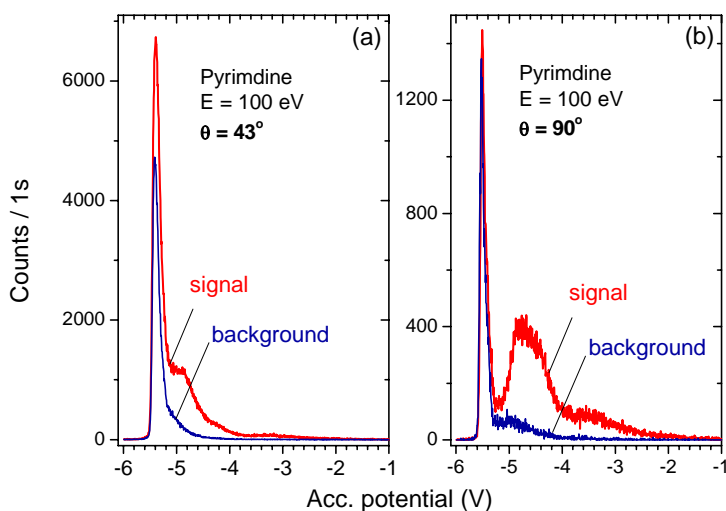 (a)
Pyrimdine
E = 100 eV
θ = 43°
signal
background
6000
4000
2000
0
-6 -5 -4 -3 -2 -1
(b)
Pyrimdine
E = 100 eV
θ = 90°
signal
background
1200
800
400
0
-6 -5 -4 -3 -2 -1
Counts / 1s
Acc. potential (V)